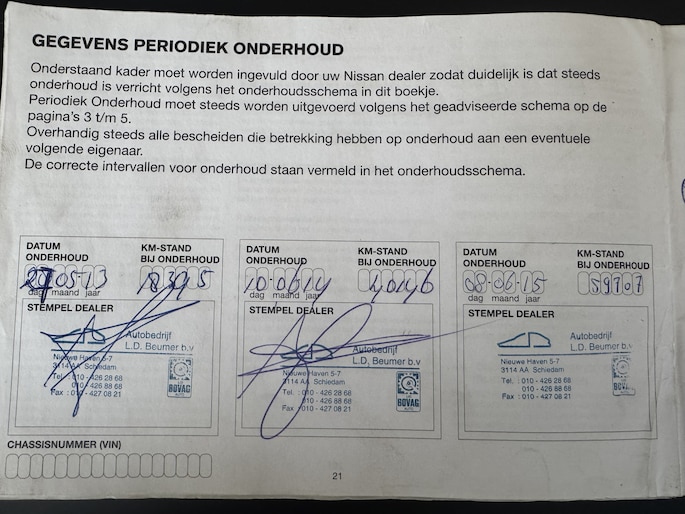 GEGEVENS PERIODIEK ONDERHOUD
Onderstaand kader moet worden ingevuld door uw Nissan dealer zodat duidelijk is dat steeds
onderhoud is verricht volgens het onderhoudsschema in dit boekje.
Periodiek Onderhoud moet steeds worden uitgevoerd volgens het geadviseerde schema op de
pagina's 3 t/m 5.
Overhandig steeds alle bescheiden die betrekking hebben op onderhoud aan een eventuele
volgende eigenaar.
De correcte intervallen voor onderhoud staan vermeld in het onderhoudsschema.
DATUM
ONDERHOUD
KM-STAND
BIJ ONDERHOUD
05-13
dag maand jaar
STEMPEL DEALER
Autobedrijf
L.D. Beumer b.v
Nieuwe Haven 5-7
3114 AA Schiedam
Tel. : 010 - 426 28 68
010 - 426 88 68
Fax : 010 - 427 08 21
BOVAG
DATUM
ONDERHOUD
KM-STAND
BIJ ONDERHOUD
10-06-14
40146
dag maand jaar
STEMPEL DEALER
Autobedrijf
L.D. Beumer b.v
Nieuwe Haven 5-7
3114 AA Schiedam
Tel. : 010 - 426 28 68
010 - 426 88 68
Fax : 010 - 427 08 21
BOVAG
DATUM
ONDERHOUD
KM-STAND
BIJ ONDERHOUD
08-06-15
59707
dag maand jaar
STEMPEL DEALER
Autobedrijf
L.D. Beumer b.v
Nieuwe Haven 5-7
3114 AA Schiedam
Tel. : 010 - 426 28 68
010 - 426 88 68
Fax : 010 - 427 08 21
CHASSISNUMMER (VIN)
21